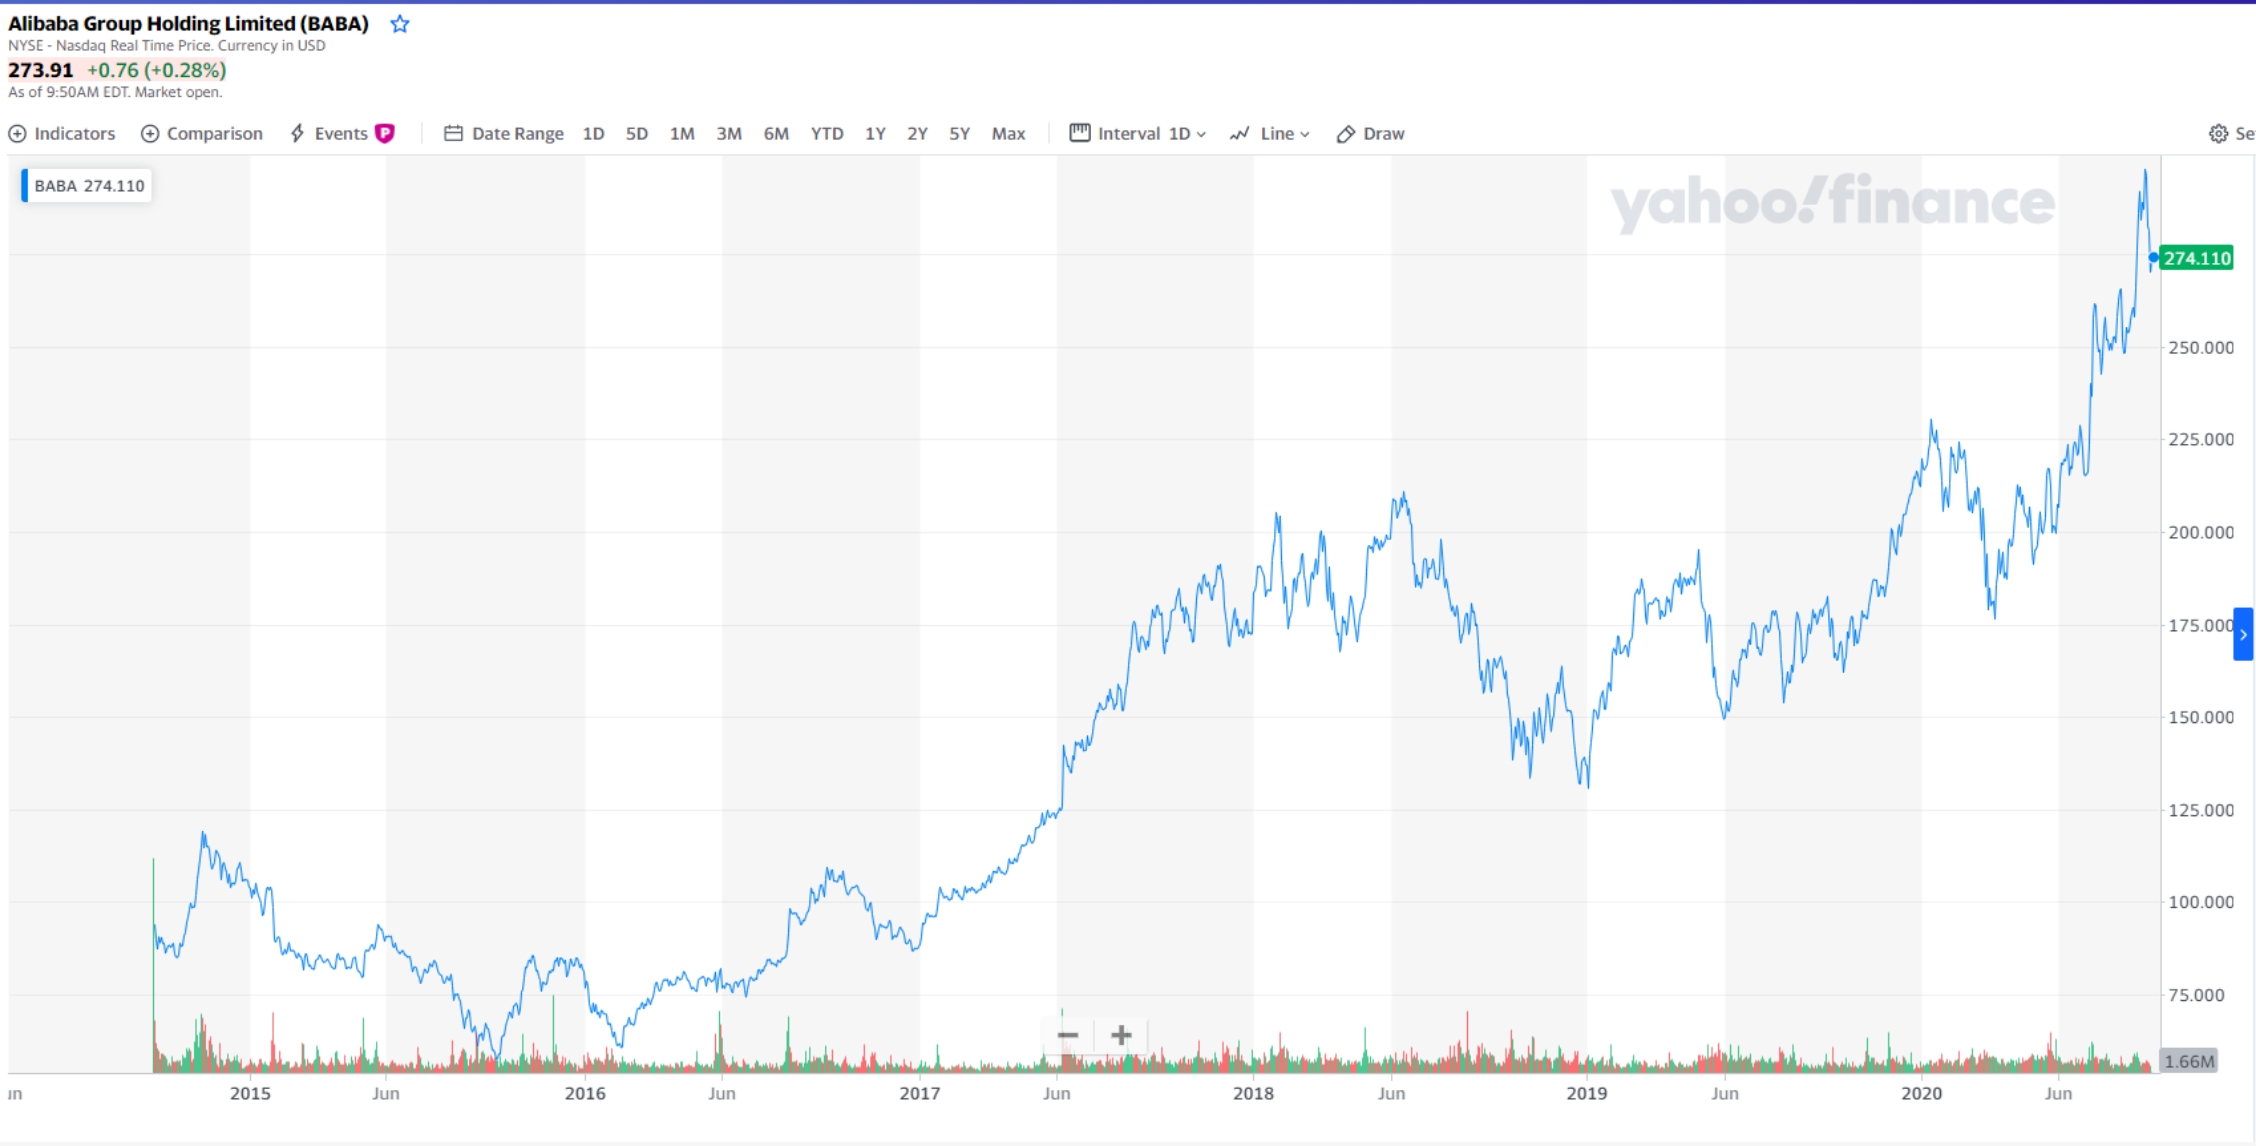 Alibaba Group Holding Limited (BABA)
NYSE - Nasdaq Real Time Price. Currency in USD
273.91 +0.76 (+0.28%)
As of 9:50AM EDT. Market open.
Indicators Comparison Events P Date Range 1D 5D 1M 3M 6M YTD 1Y 2Y 5Y Max Interval 1D Line Draw Se
BABA 274.110
yahoo!finance
274.110
250.000
225.000
200.000
175.000
150.000
125.000
100.000
75.000
1.66M
un 2015 Jun 2016 Jun 2017 Jun 2018 Jun 2019 Jun 2020 Jun